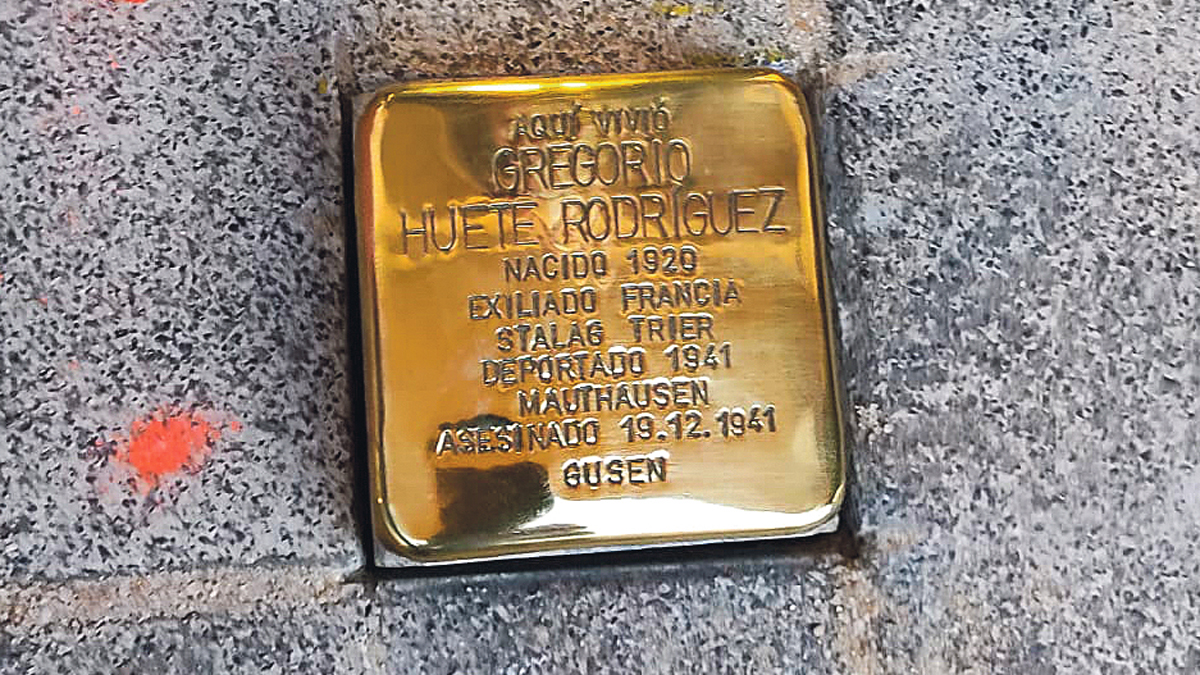 AQUÍ VIVIÓ
GREGORIO
HUETE RODRÍGUEZ
NACIDO 1920
EXILIADO FRANCIA
STALAG TRIER
DEPORTADO 1941
MAUTHAUSEN
ASESINADO 19.12.1941
GUSEN